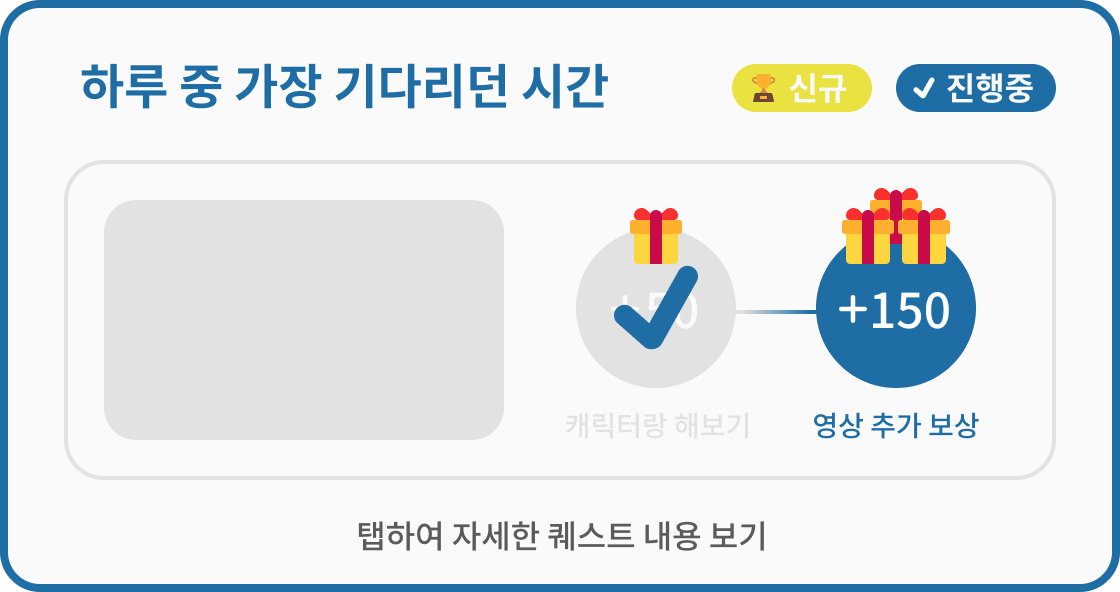 하루 중 가장 기다리던 시간
신규
진행중
+50
+150
캐릭터랑 해보기
영상 추가 보상
탭하여 자세한 퀘스트 내용 보기